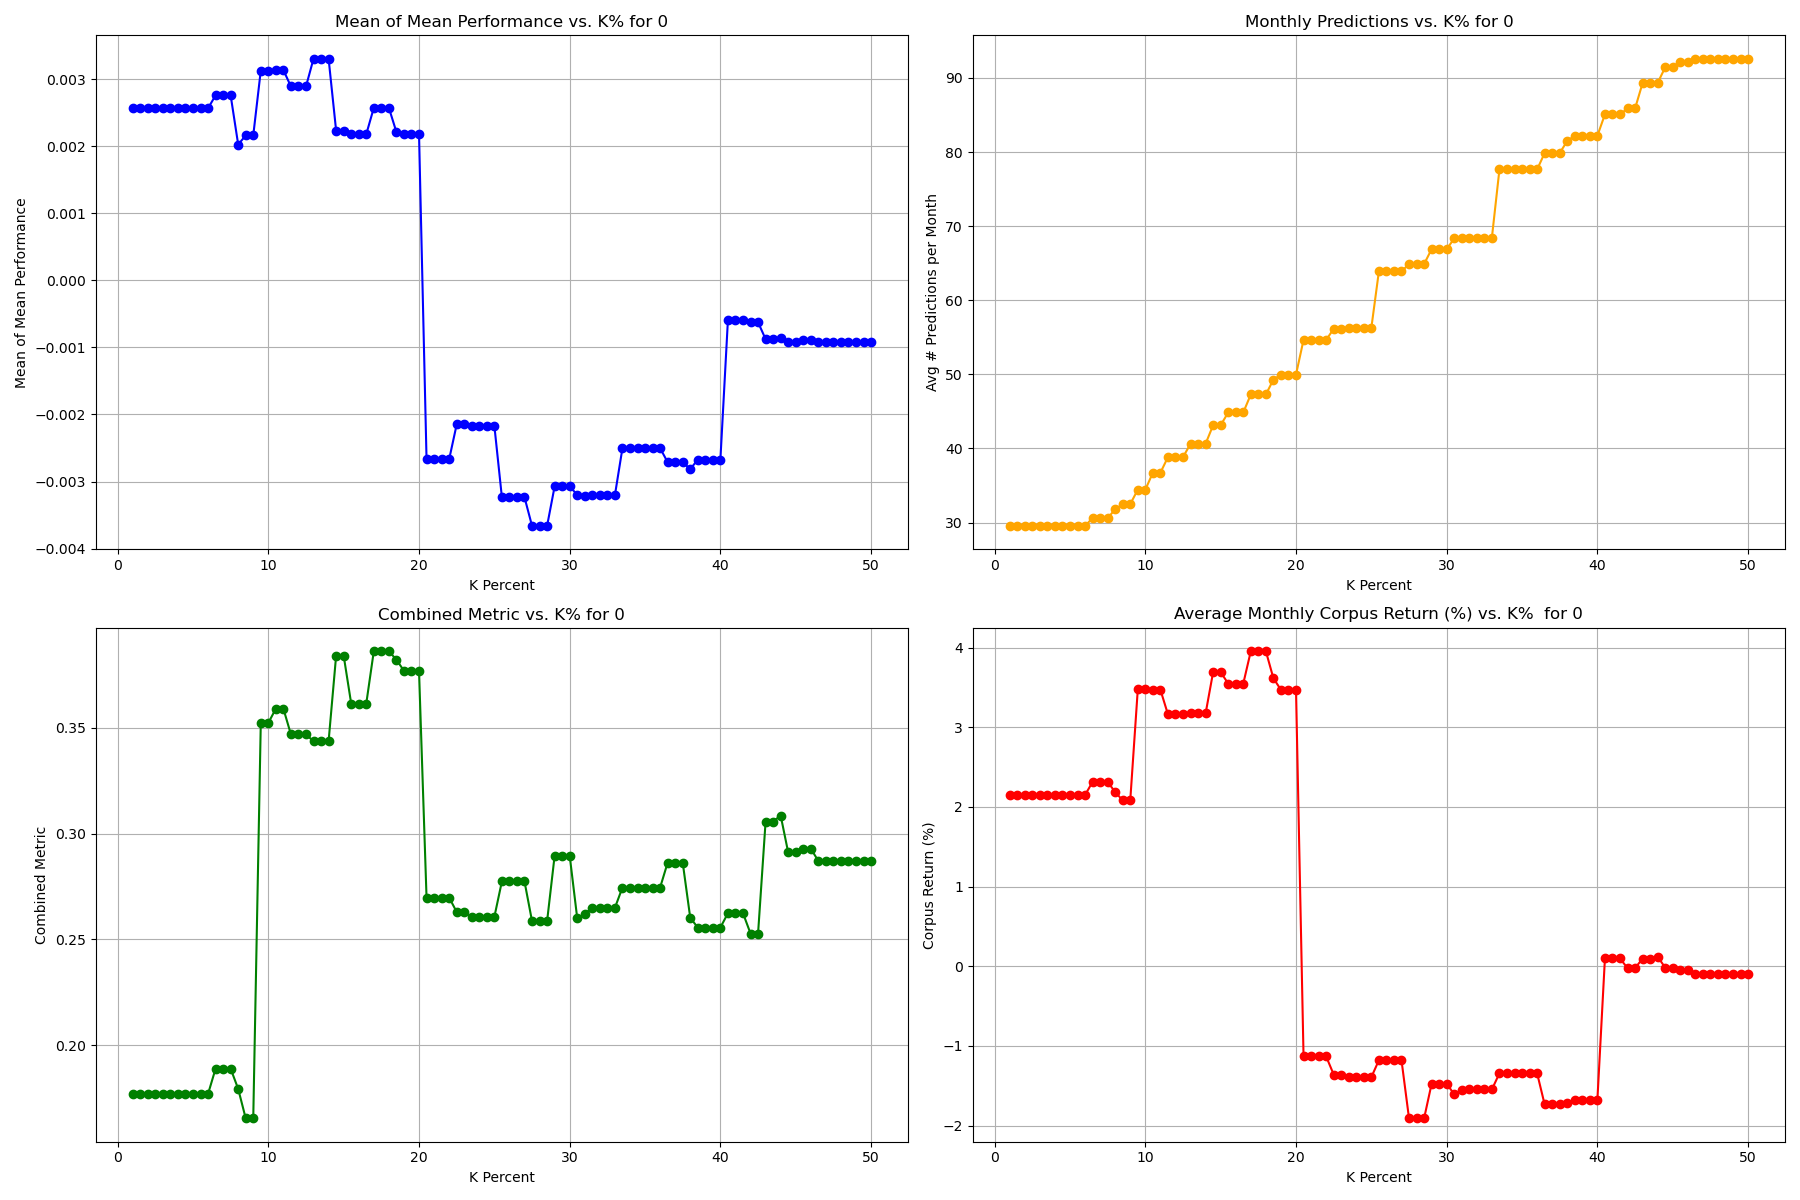 Mean of Mean Performance vs. K% for 0
Mean of Mean Performance
0.003
0.002
0.001
0.000
−0.001
−0.002
−0.003
−0.004
0 10 20 30 40 50
K Percent
Monthly Predictions vs. K% for 0
Avg # Predictions per Month
90
80
70
60
50
40
30
0 10 20 30 40 50
K Percent
Combined Metric vs. K% for 0
Combined Metric
0.35
0.30
0.25
0.20
0 10 20 30 40 50
K Percent
Average Monthly Corpus Return (%) vs. K%  for 0
Corpus Return (%)
4
3
2
1
0
−1
−2
0 10 20 30 40 50
K Percent